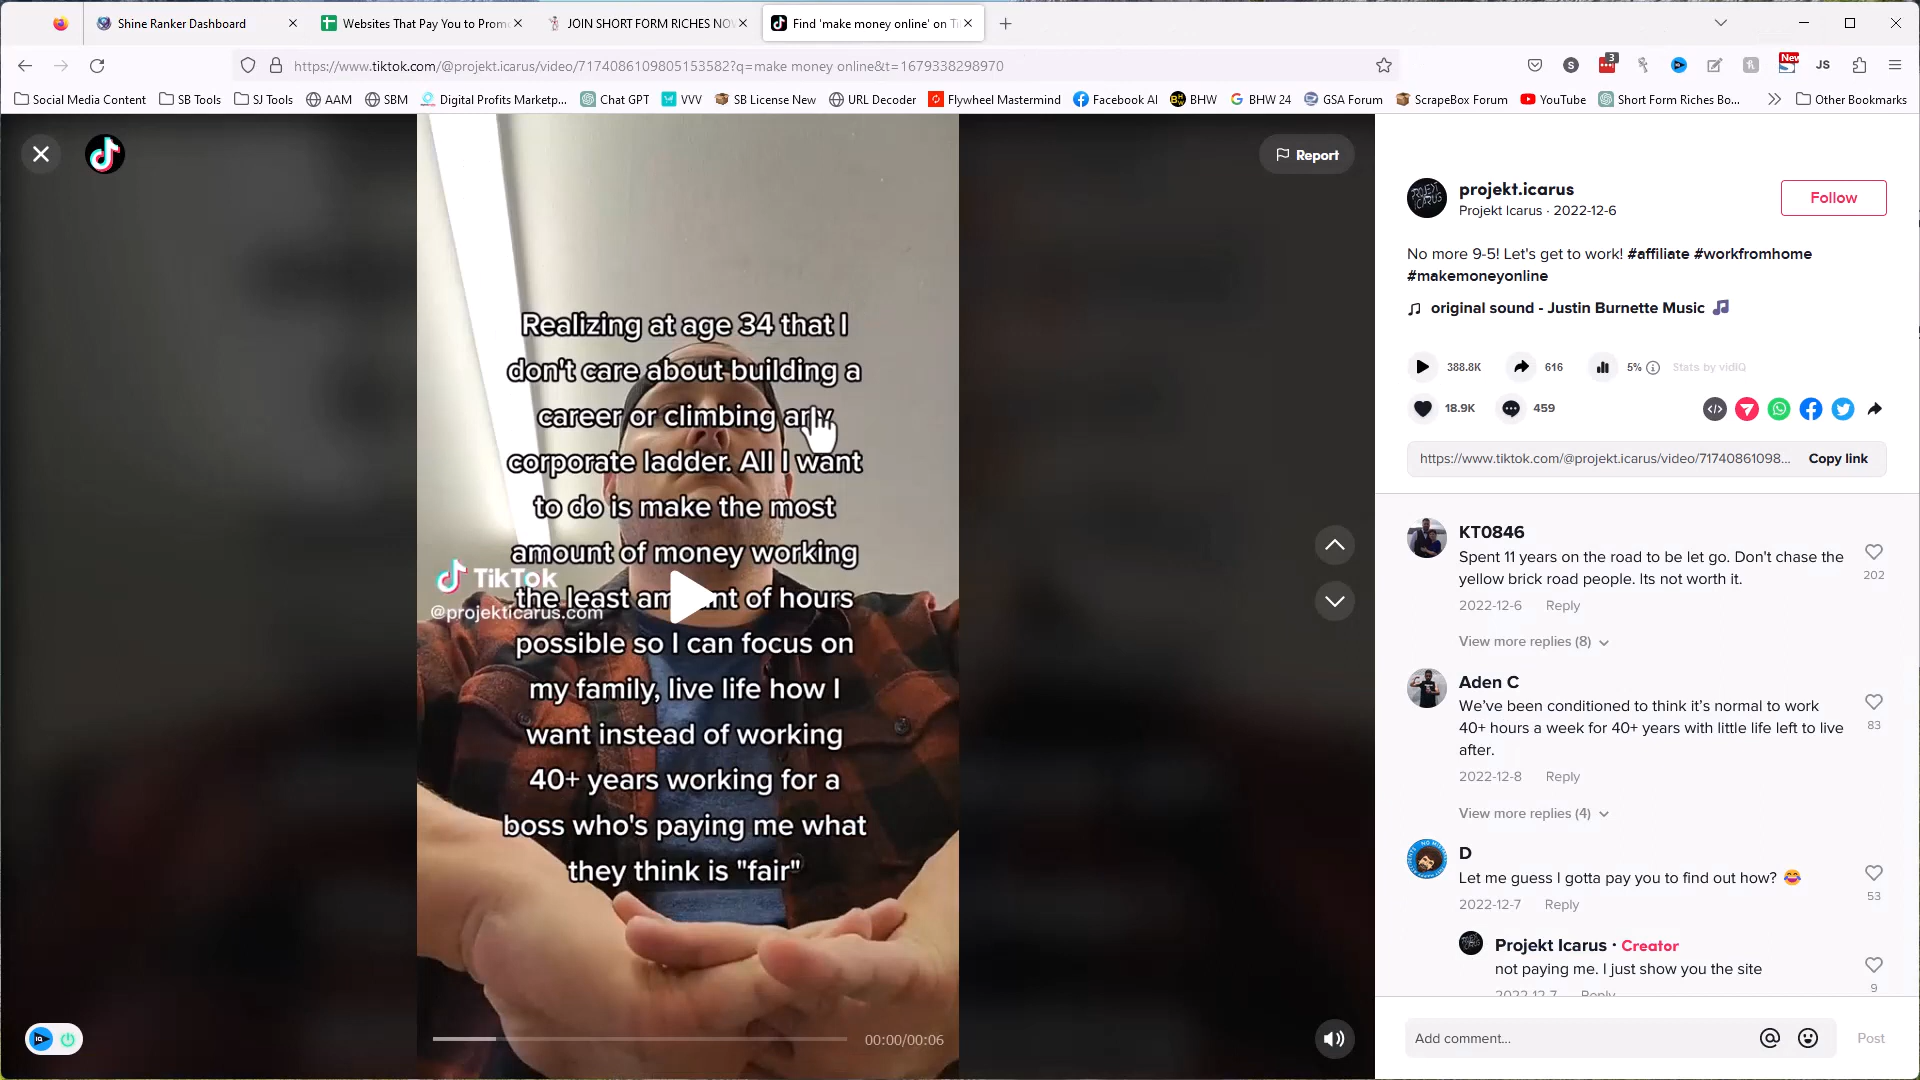 Shine Ranker Dashboard
Websites That Pay You to Prom
JOIN SHORT FORM RICHES NO
Find 'make money online' on Ti
https://www.tiktok.com/@projekt.icarus/video/7174086109805153582?q=make money online&t=1679338298970
3
S
New
JS
Social Media Content
SB Tools
SJ Tools
AAM
SBM
Digital Profits Marketp...
Chat GPT
VVV
SB License New
URL Decoder
Flywheel Mastermind
Facebook AI
BHW
BHW 24
GSA Forum
ScrapeBox Forum
YouTube
Short Form Riches Bo...
Other Bookmarks
Report
Realizing at age 34 that I
don't care about building a
career or climbing any
corporate ladder. All I want
to do is make the most
amount of money working
the least amount of hours
possible so I can focus on
my family, live life how I
want instead of working
40+ years working for a
boss who's paying me what
they think is "fair"
TikTok
@projekticarus.com
00:00/00:06
IQ
projekt.icarus
Projekt Icarus · 2022-12-6
Follow
No more 9-5! Let's get to work! #affiliate #workfromhome
#makemoneyonline
original sound - Justin Burnette Music
388.8K
616
5%
Stats by vidIQ
18.9K
459
https://www.tiktok.com/@projekt.icarus/video/71740861098...
Copy link
KT0846
Spent 11 years on the road to be let go. Don't chase the
yellow brick road people. Its not worth it.
202
2022-12-6 Reply
View more replies (8)
Aden C
We’ve been conditioned to think it’s normal to work
40+ hours a week for 40+ years with little life left to live
after.
83
2022-12-8 Reply
View more replies (4)
D
Let me guess I gotta pay you to find out how? 😂
53
2022-12-7 Reply
Projekt Icarus · Creator
not paying me. I just show you the site
9
2022-12-7 Reply
Add comment...
Post